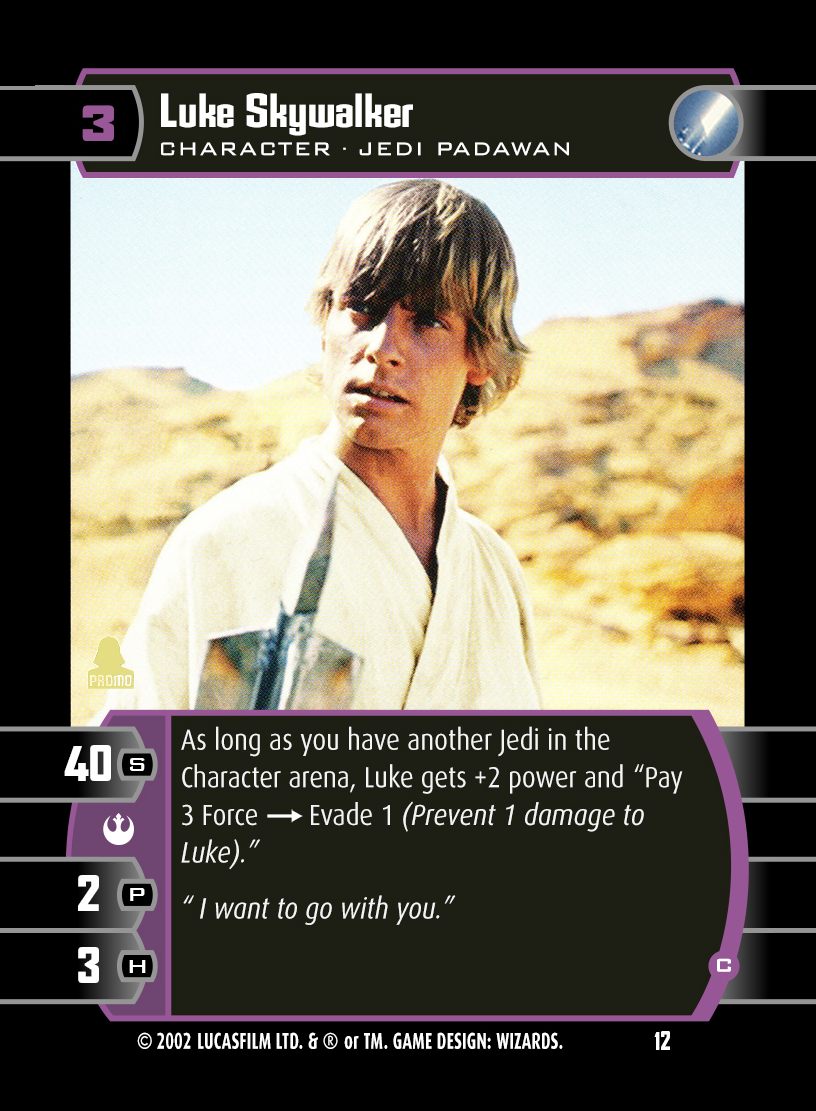 3
Luke Skywalker
CHARACTER · JEDI PADAWAN
PROMO
As long as you have another Jedi in the
Character arena, Luke gets +2 power and “Pay
3 Force → Evade 1 (Prevent 1 damage to
Luke).”
“ I want to go with you.”
40 S
2 P
3 H
C
© 2002 LUCASFILM LTD. & ® or TM. GAME DESIGN: WIZARDS.
12